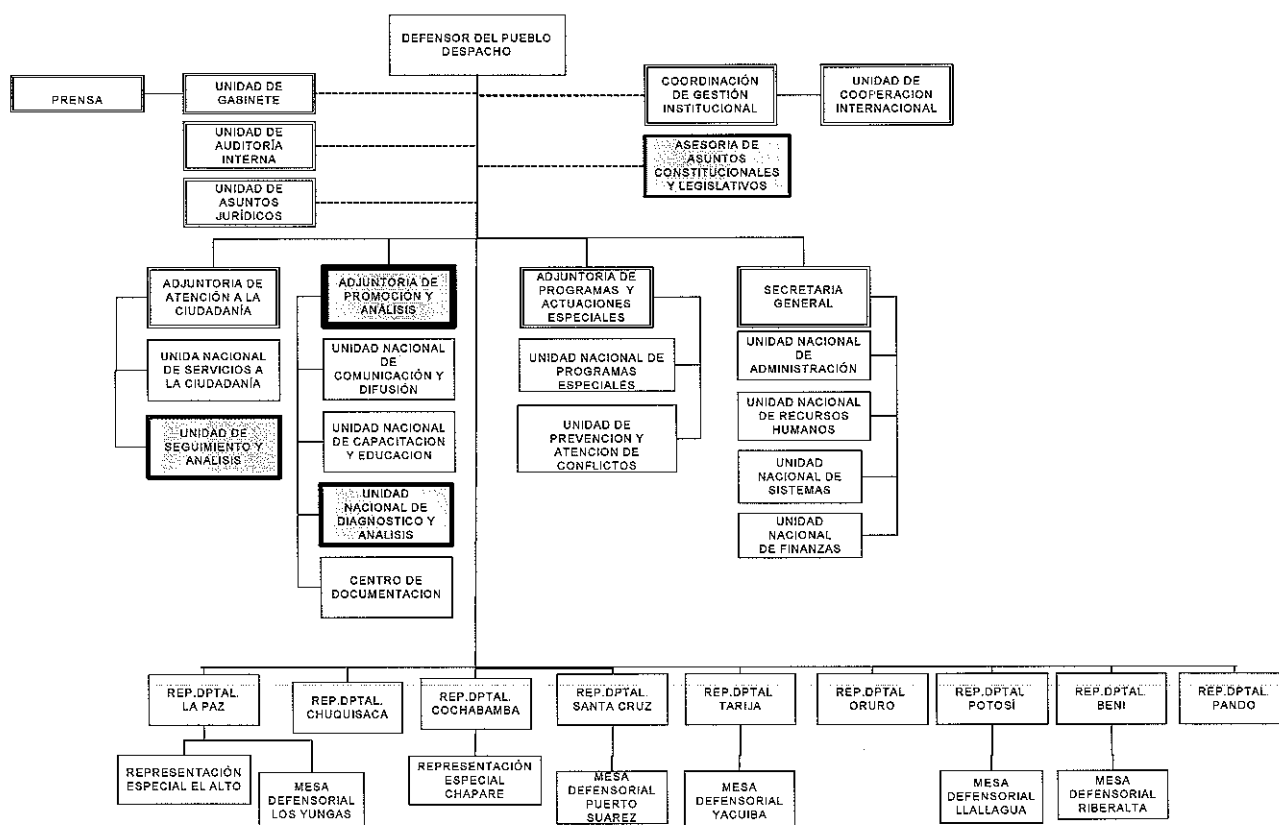 DEFENSOR DEL PUEBLO
DESPACHO
PRENSA
UNIDAD DE
GABINETE
COORDINACIÓN
DE GESTIÓN
INSTITUCIONAL
UNIDAD DE
COOPERACION
INTERNACIONAL
UNIDAD DE
AUDITORÍA
INTERNA
ASESORIA DE
ASUNTOS
CONSTITUCIONALES
Y LEGISLATIVOS
UNIDAD DE
ASUNTOS
JURÍDICOS
ADJUNTORIA DE
ATENCIÓN A LA
CIUDADANÍA
ADJUNTORIA DE
PROMOCIÓN Y
ANÁLISIS
ADJUNTORIA DE
PROGRAMAS Y
ACTUACIONES
ESPECIALES
SECRETARIA
GENERAL
UNIDA NACIONAL
DE SERVICIOS A
LA CIUDADANÍA
UNIDAD NACIONAL
DE
COMUNICACIÓN Y
DIFUSIÓN
UNIDAD NACIONAL DE
PROGRAMAS
ESPECIALES
UNIDAD NACIONAL
DE
ADMINISTRACIÓN
UNIDAD DE
SEGUIMIENTO Y
ANALISIS
UNIDAD NACIONAL
DE CAPACITACION
Y EDUCACION
UNIDAD DE
PREVENCION Y
ATENCION DE
CONFLICTOS
UNIDAD NACIONAL
DE RECURSOS
HUMANOS
UNIDAD
NACIONAL DE
DIAGNOSTICO Y
ANALISIS
UNIDAD
NACIONAL DE
SISTEMAS
CENTRO DE
DOCUMENTACION
UNIDAD
NACIONAL
DE FINANZAS
REP.DPTAL.
LA PAZ
REP.DPTAL.
CHUQUISACA
REP.DPTAL.
COCHABAMBA
REP.DPTAL.
SANTA CRUZ
REP.DPTAL
TARIJA
REP.DPTAL
ORURO
REP.DPTAL
POTOSÍ
REP.DPTAL.
BENI
REP.DPTAL.
PANDO
REPRESENTACIÓN
ESPECIAL EL ALTO
MESA
DEFENSORIAL
LOS YUNGAS
REPRESENTACIÓN
ESPECIAL
CHAPARE
MESA
DEFENSORIAL
PUERTO
SUAREZ
MESA
DEFENSORIAL
YACUIBA
MESA
DEFENSORIAL
LLALLAGUA
MESA
DEFENSORIAL
RIBERALTA